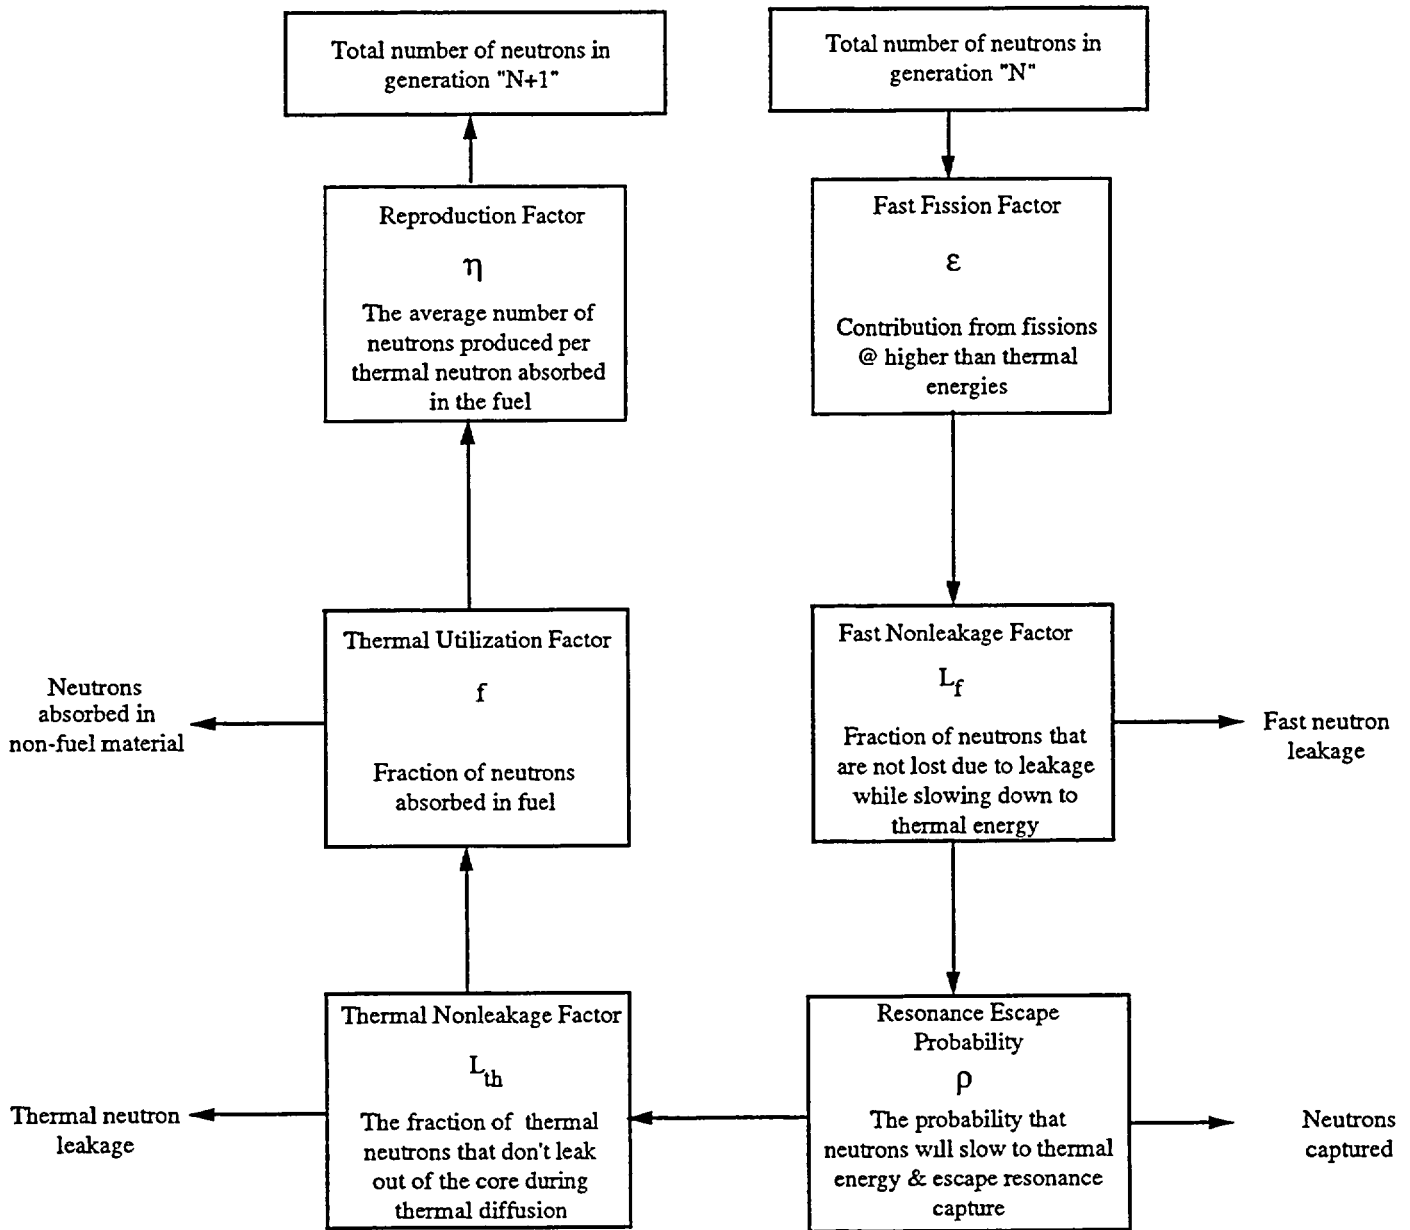 Total number of neutrons in
generation "N+1"
Total number of neutrons in
generation "N"
Reproduction Factor
η
The average number of
neutrons produced per
thermal neutron absorbed
in the fuel
Fast Fission Factor
ε
Contribution from fissions
@ higher than thermal
energies
Thermal Utilization Factor
f
Fraction of neutrons
absorbed in fuel
Neutrons
absorbed in
non-fuel material
Fast Nonleakage Factor
L_f
Fraction of neutrons that
are not lost due to leakage
while slowing down to
thermal energy
Fast neutron
leakage
Thermal Nonleakage Factor
L_th
The fraction of thermal
neutrons that don't leak
out of the core during
thermal diffusion
Thermal neutron
leakage
Resonance Escape
Probability
ρ
The probability that
neutrons will slow to thermal
energy & escape resonance
capture
Neutrons
captured